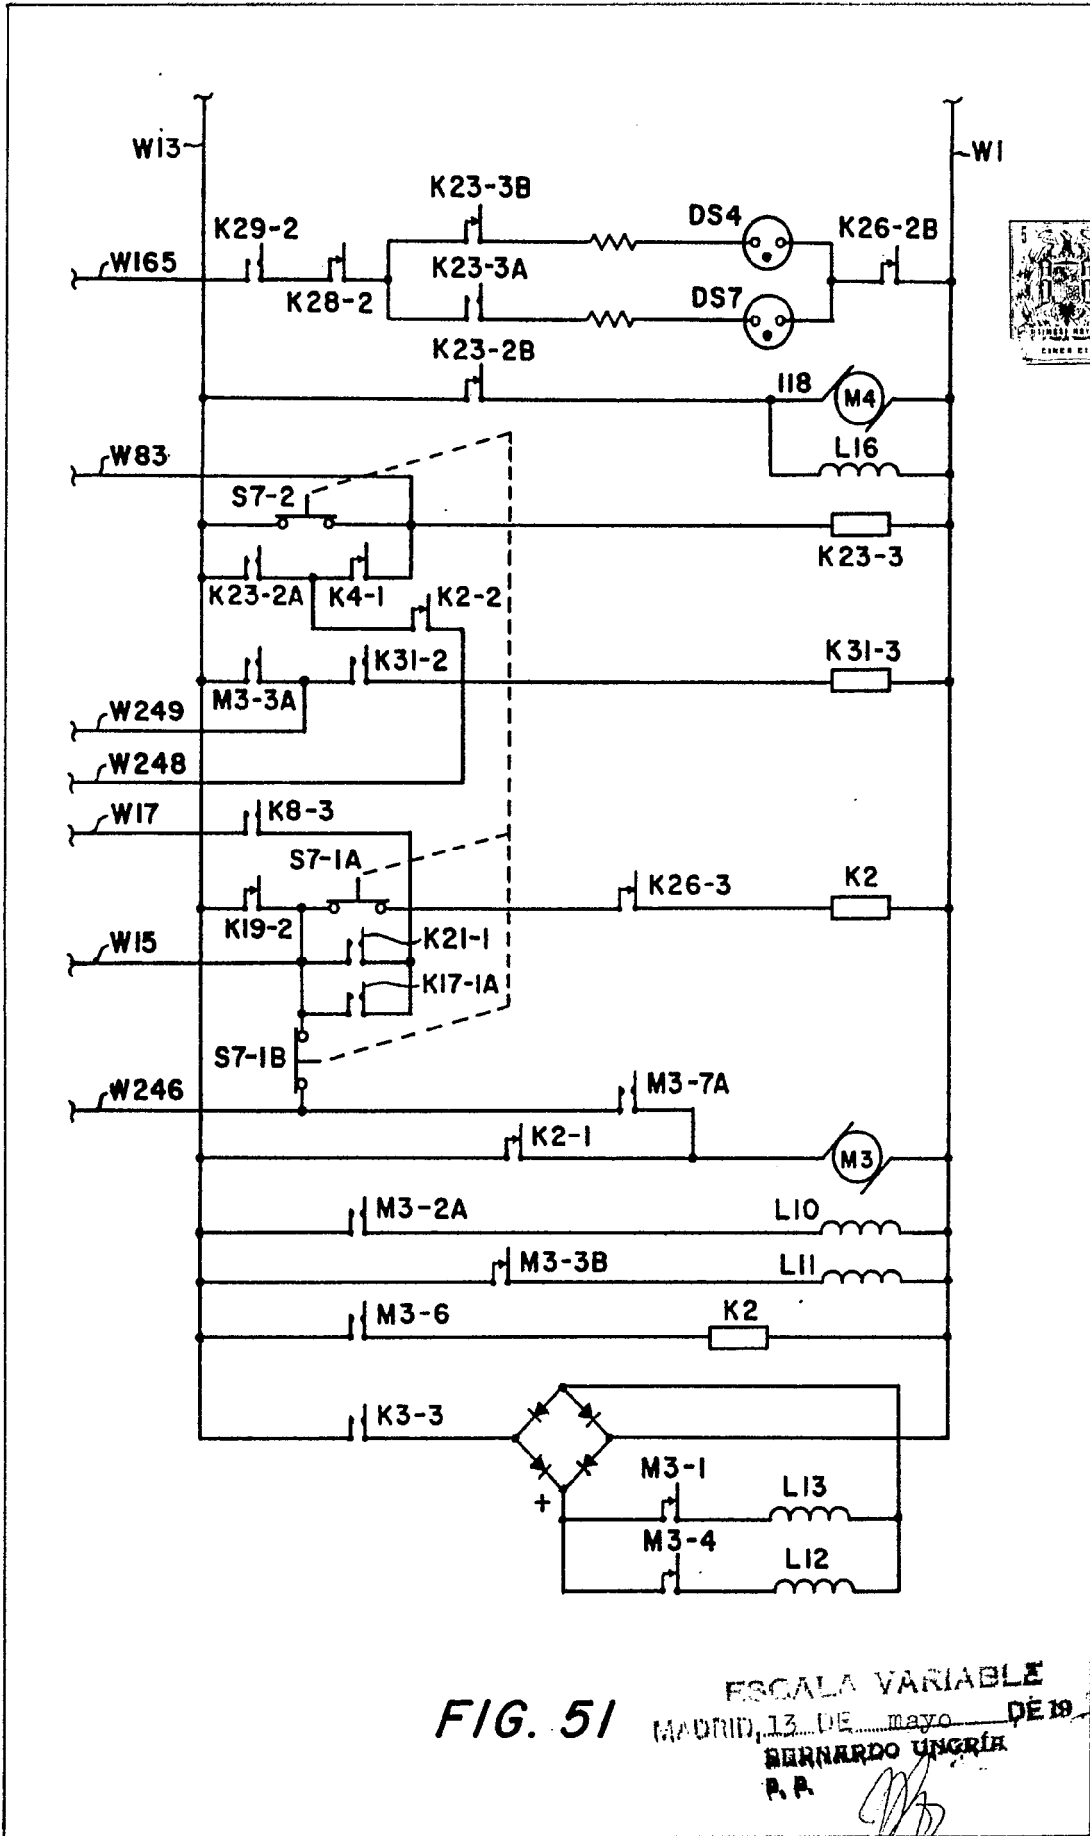 W13
W1
K23-3B
DS4
K29-2
K26-2B
W165
K28-2
K23-3A
DS7
K23-2B
118
M4
L16
W83
S7-2
K23-3
K23-2A
K4-1
K2-2
K31-2
K31-3
M3-3A
W249
W248
W17
K8-3
S7-1A
K26-3
K2
K19-2
W15
K21-1
K17-1A
S7-1B
W246
M3-7A
K2-1
M3
M3-2A
L10
M3-3B
L11
M3-6
K2
K3-3
M3-1
L13
+
M3-4
L12
FIG. 51
ESCALA VARIABLE
MADRID, 13 DE mayo DE 19
BERNARDO UNGRÍA
P. P.